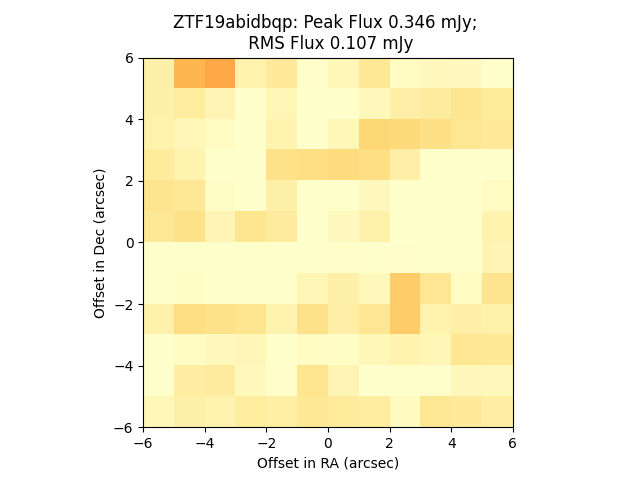 ZTF19abidbqp: Peak Flux 0.346 mJy;
RMS Flux 0.107 mJy
6
4
2
0
−2
−4
−6
Offset in Dec (arcsec)
−6 −4 −2 0 2 4 6
Offset in RA (arcsec)